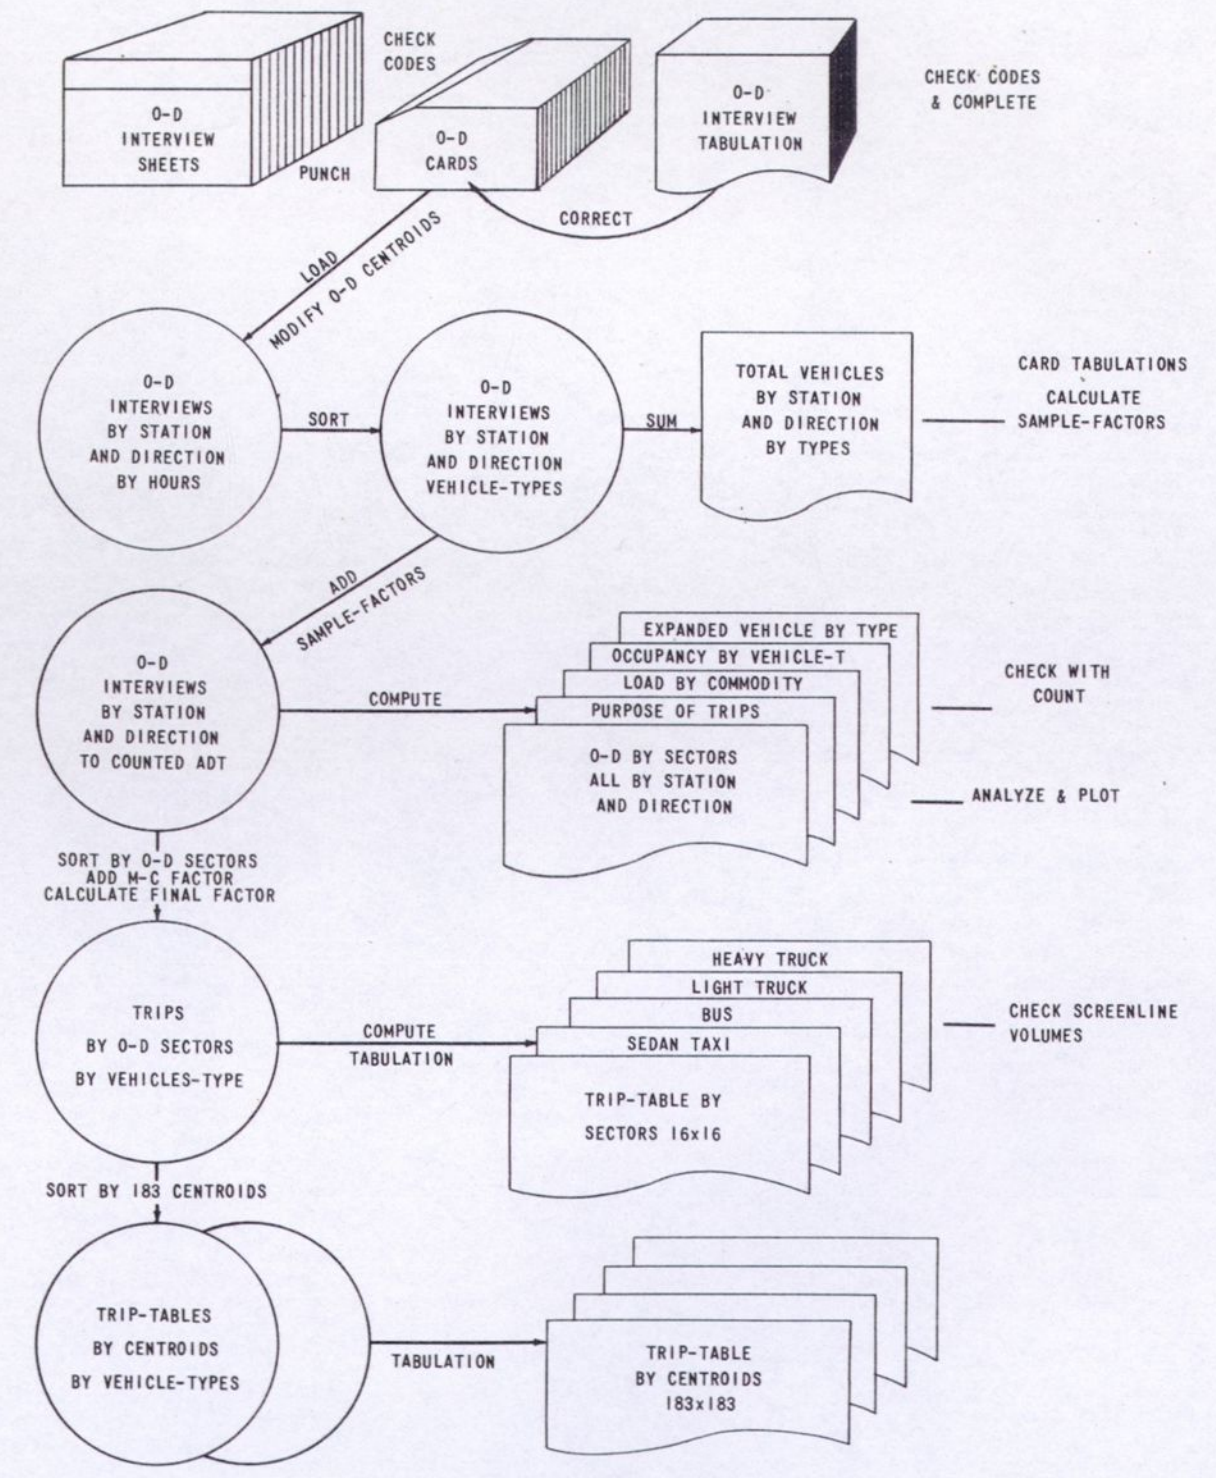 O-D
INTERVIEW
SHEETS
CHECK
CODES
PUNCH
O-D
CARDS
O-D
INTERVIEW
TABULATION
CHECK CODES
& COMPLETE
CORRECT
LOAD
MODIFY O-D CENTROIDS
O-D
INTERVIEWS
BY STATION
AND DIRECTION
BY HOURS
SORT
O-D
INTERVIEWS
BY STATION
AND DIRECTION
VEHICLE-TYPES
SUM
TOTAL VEHICLES
BY STATION
AND DIRECTION
BY TYPES
CARD TABULATIONS
CALCULATE
SAMPLE-FACTORS
ADD
SAMPLE-FACTORS
O-D
INTERVIEWS
BY STATION
AND DIRECTION
TO COUNTED ADT
COMPUTE
EXPANDED VEHICLE BY TYPE
OCCUPANCY BY VEHICLE-T
LOAD BY COMMODITY
PURPOSE OF TRIPS
O-D BY SECTORS
ALL BY STATION
AND DIRECTION
CHECK WITH
COUNT
ANALYZE & PLOT
SORT BY O-D SECTORS
ADD M-C FACTOR
CALCULATE FINAL FACTOR
TRIPS
BY O-D SECTORS
BY VEHICLES-TYPE
COMPUTE
TABULATION
HEAVY TRUCK
LIGHT TRUCK
BUS
SEDAN TAXI
TRIP-TABLE BY
SECTORS 16x16
CHECK SCREENLINE
VOLUMES
SORT BY 183 CENTROIDS
TRIP-TABLES
BY CENTROIDS
BY VEHICLE-TYPES
TABULATION
TRIP-TABLE
BY CENTROIDS
183x183